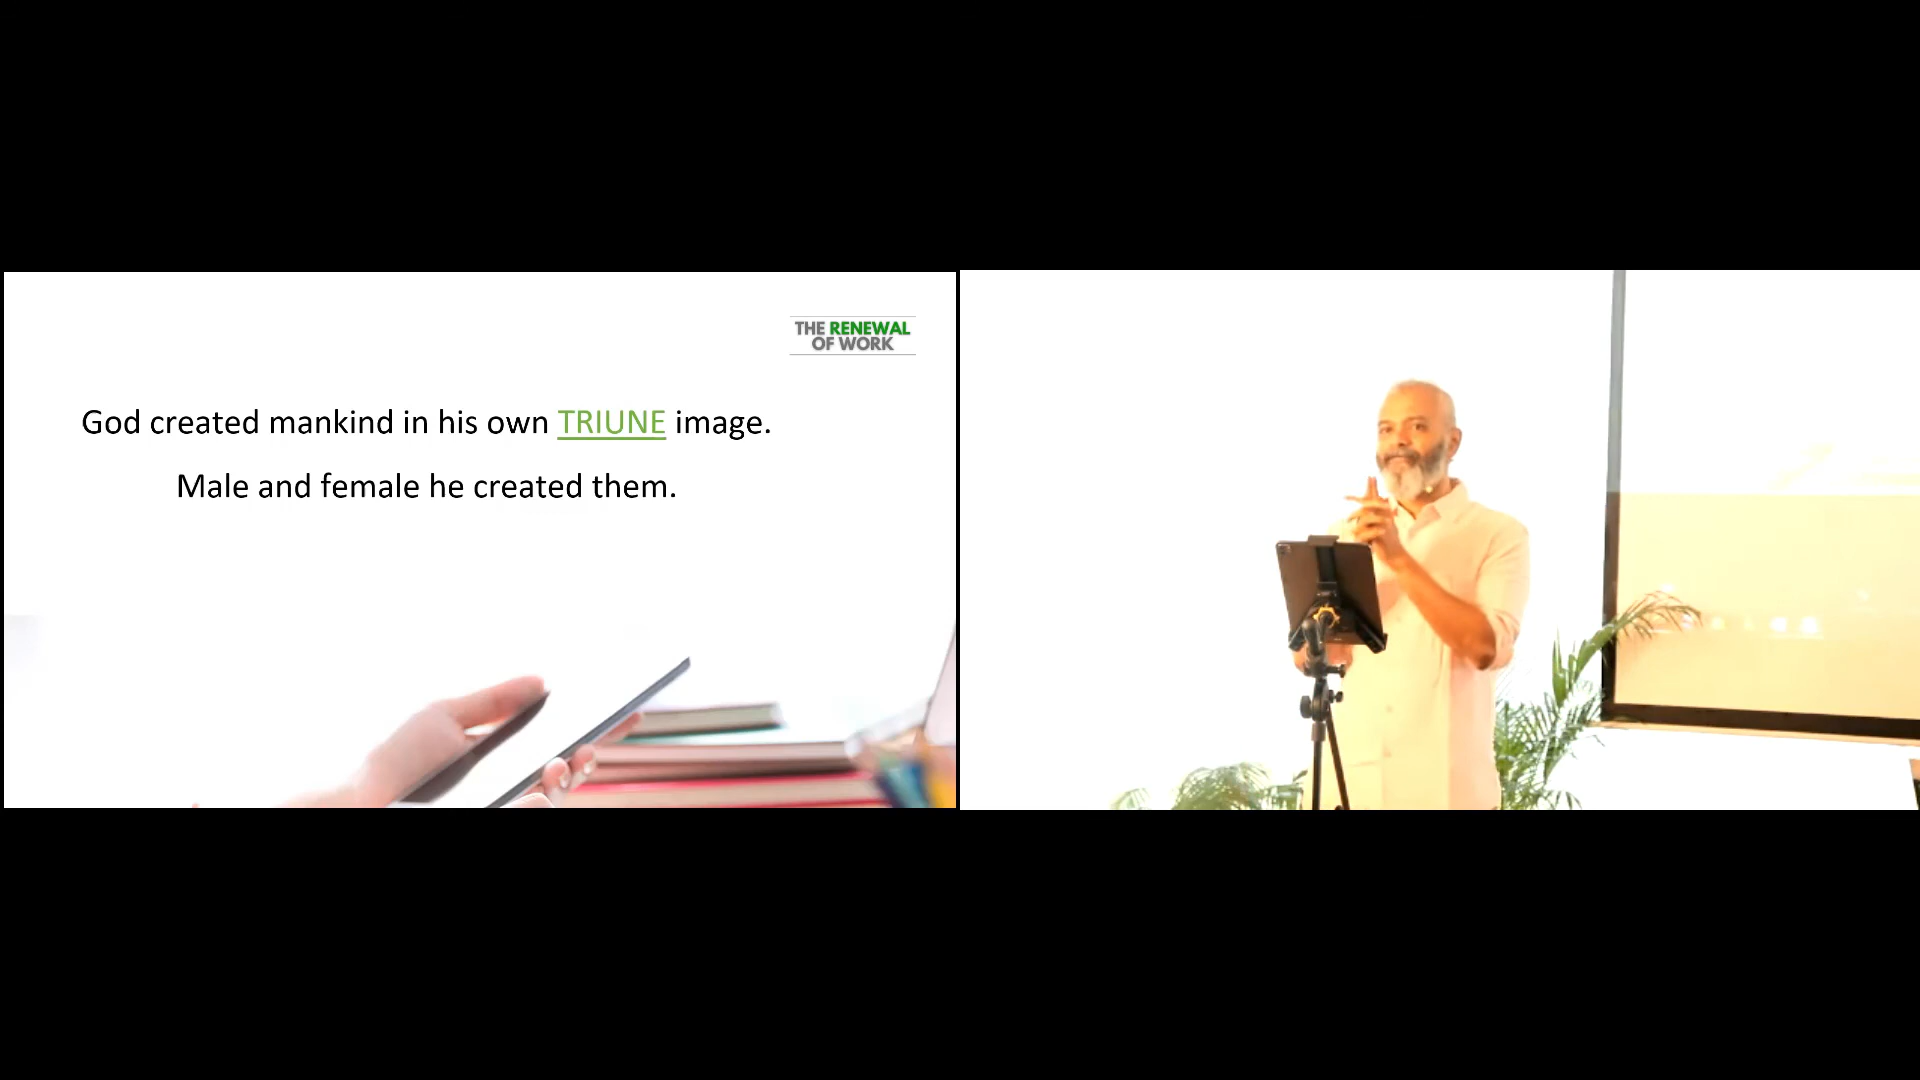 THE RENEWAL
OF WORK
God created mankind in his own TRIUNE image.
Male and female he created them.